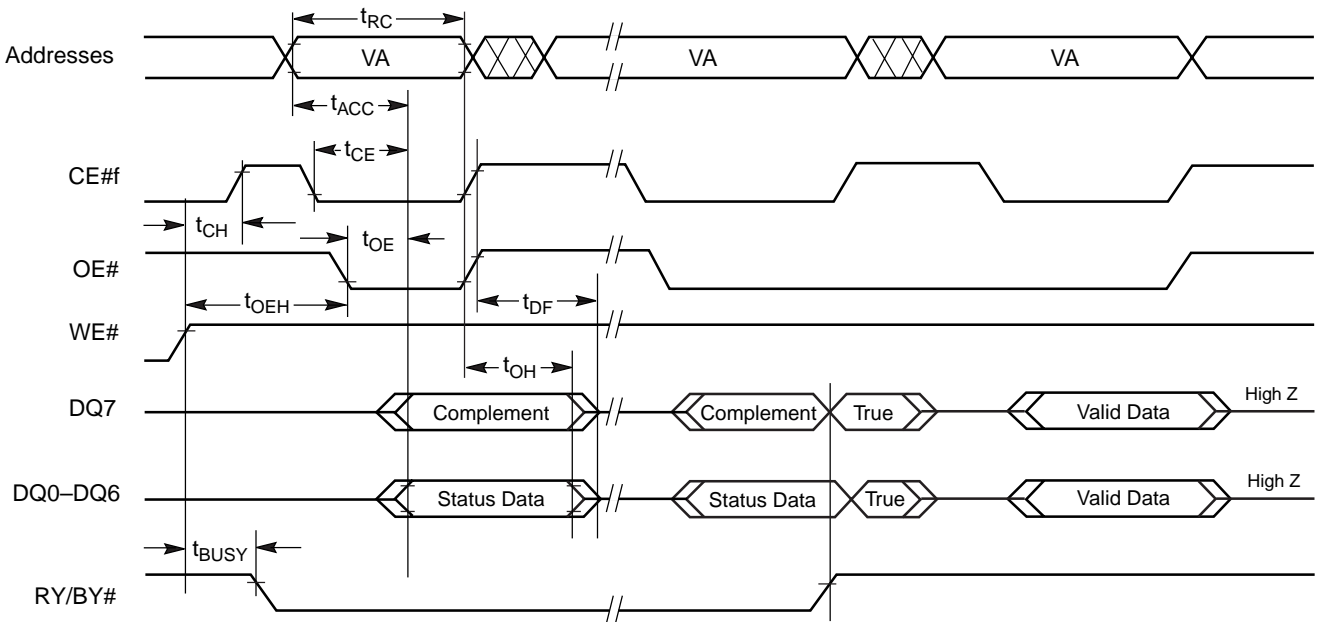 tRC
Addresses VA VA VA
tACC
tCE
CE#f
tCH tOE
OE#
tOEH tDF
WE#
tOH
DQ7 Complement Complement True Valid Data High Z
DQ0–DQ6 Status Data Status Data True Valid Data High Z
tBUSY
RY/BY#